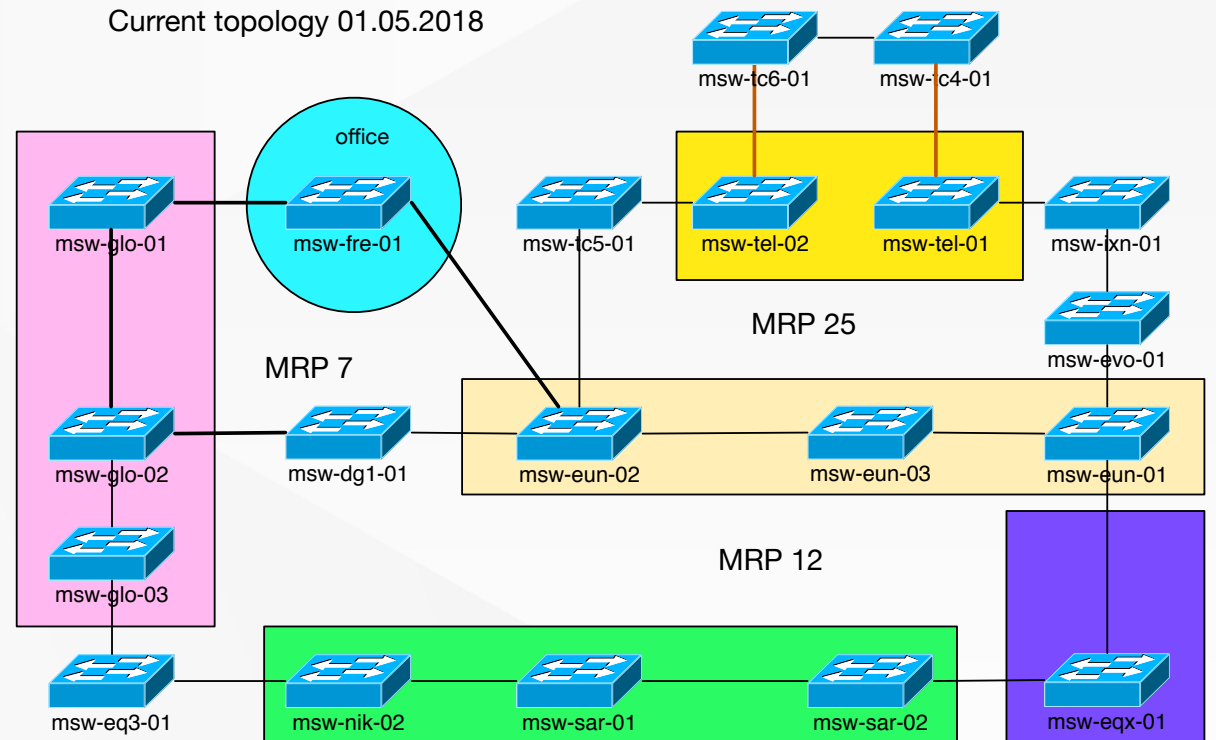 Current topology 01.05.2018
msw-tc6-01
msw-tc4-01
office
msw-glo-01
msw-fre-01
msw-tc5-01
msw-tel-02
msw-tel-01
msw-ixn-01
MRP 25
MRP 7
msw-evo-01
msw-glo-02
msw-dg1-01
msw-eun-02
msw-eun-03
msw-eun-01
MRP 12
msw-glo-03
msw-eq3-01
msw-nik-02
msw-sar-01
msw-sar-02
msw-eqx-01